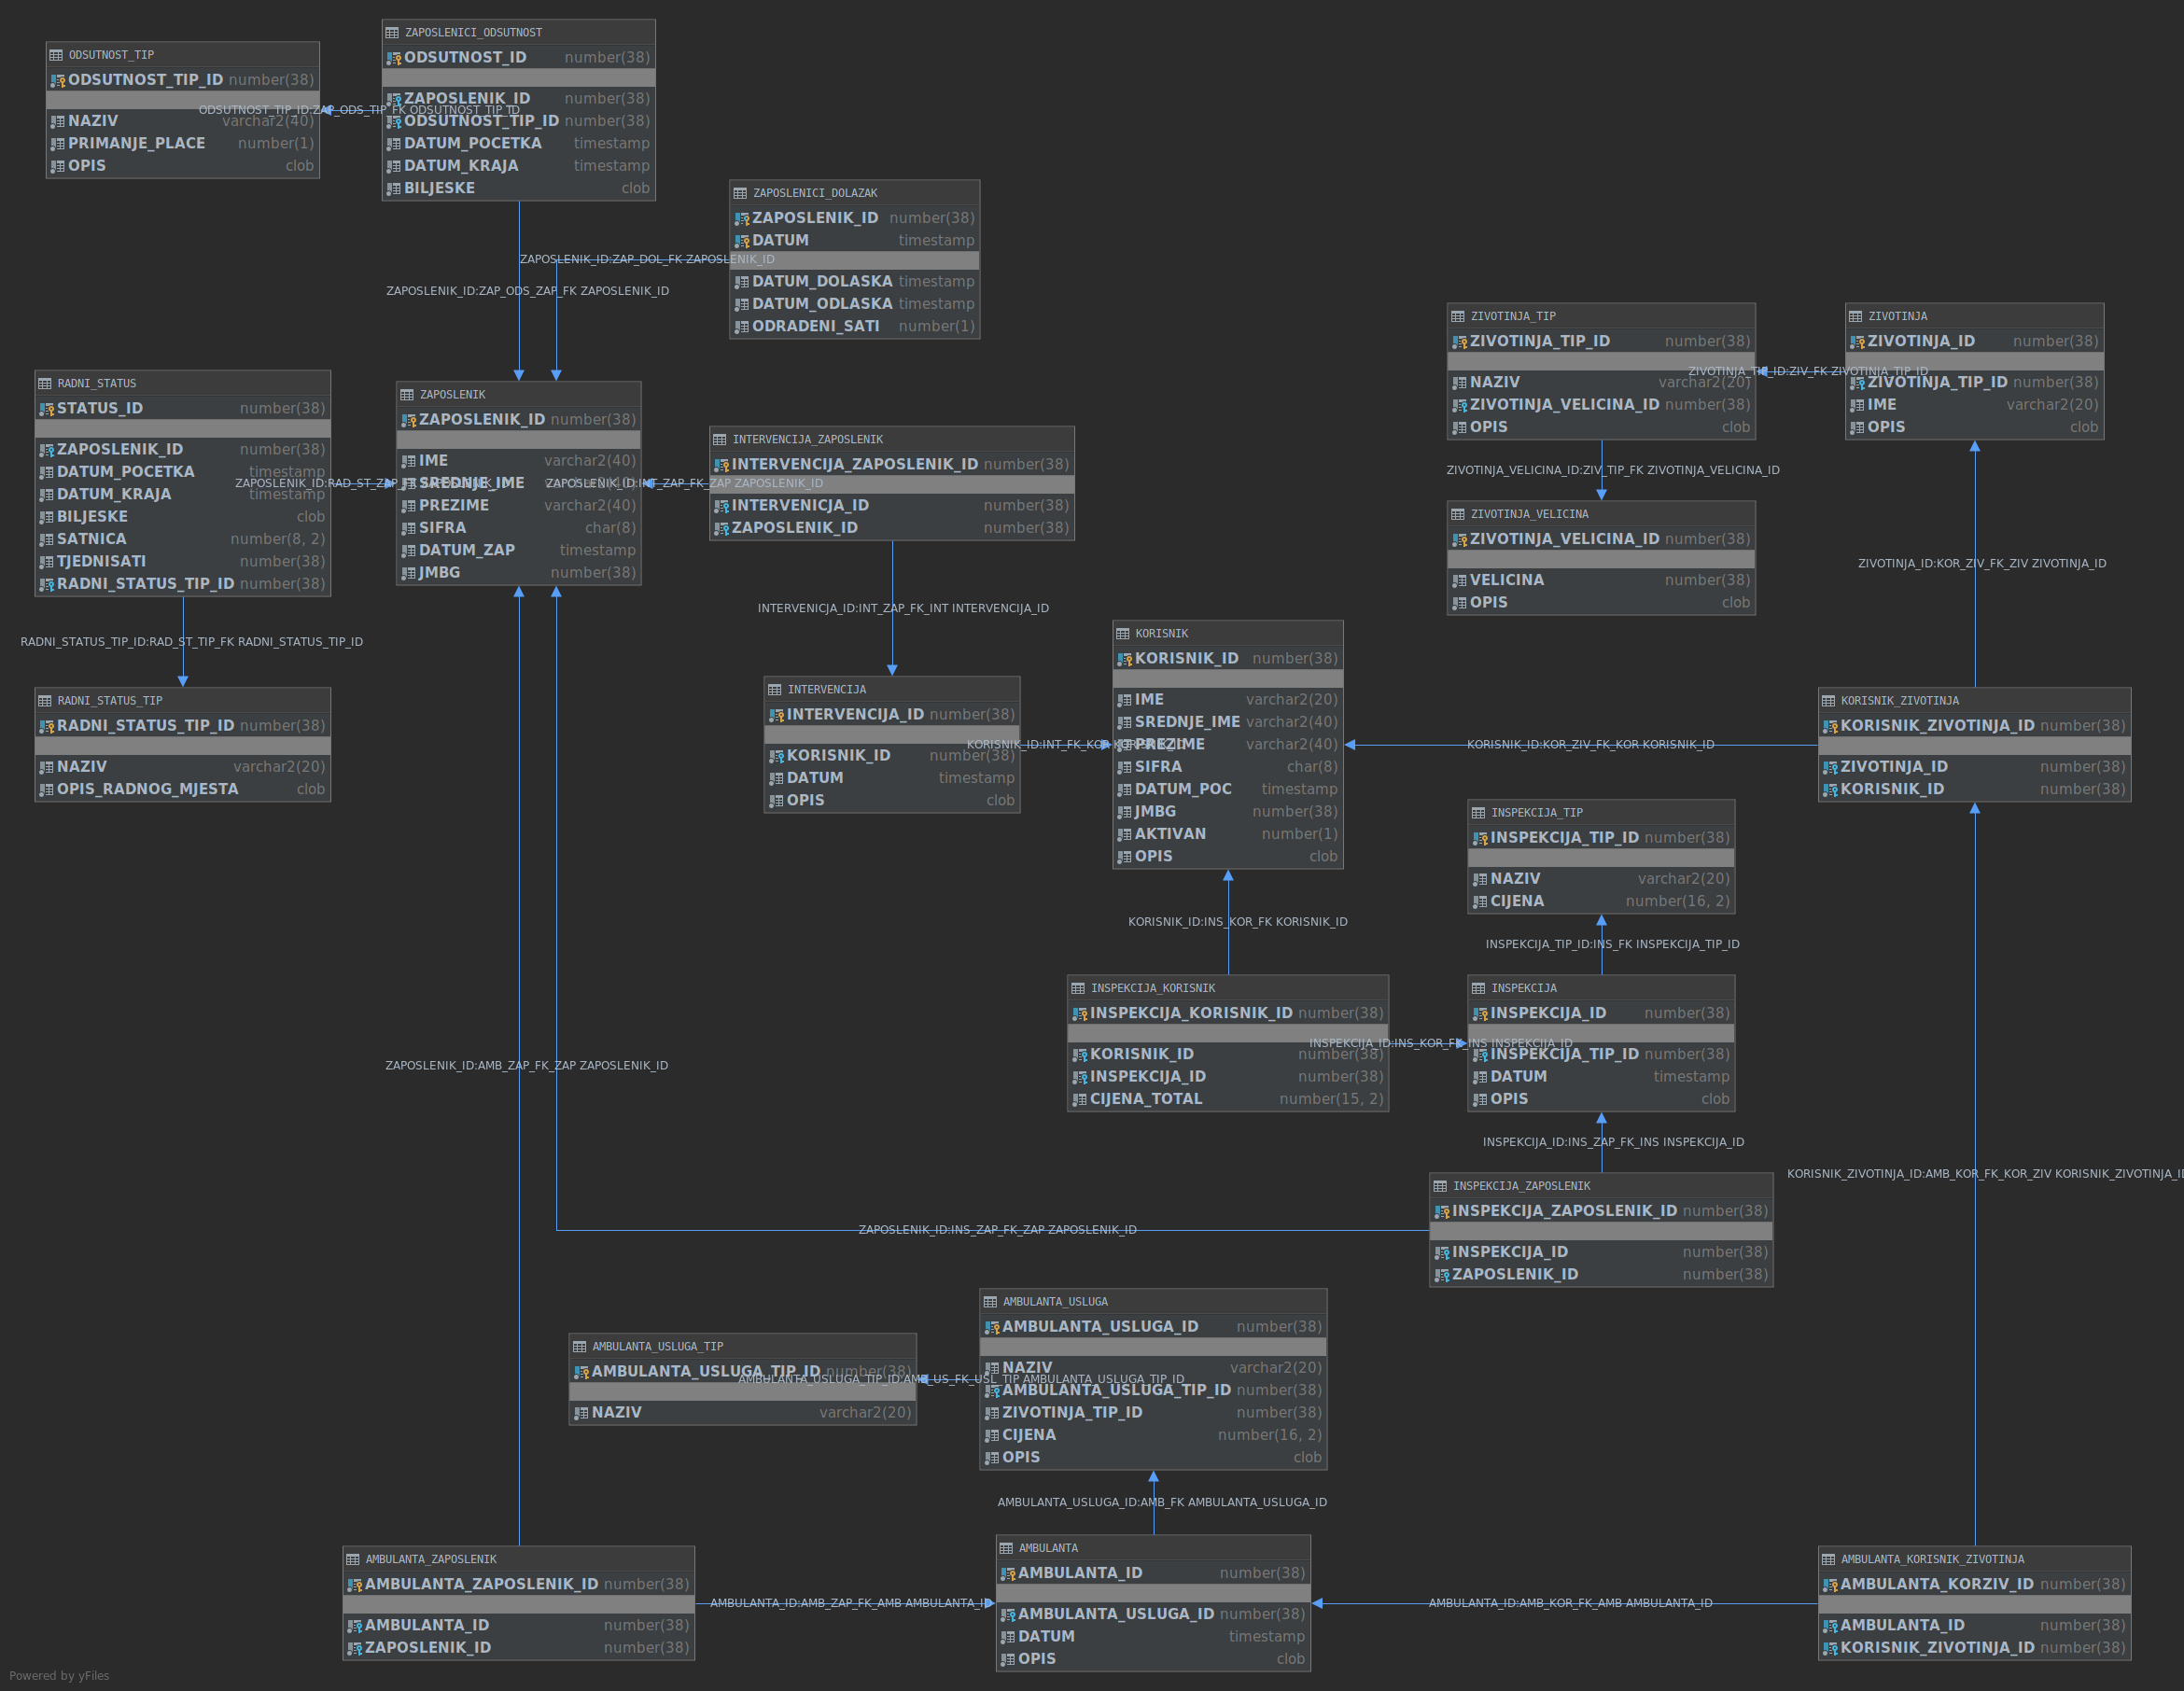 ODSUTNOST_TIP
ODSUTNOST_TIP_ID number(38)
NAZIV varchar2(40)
PRIMANJE_PLACE number(1)
OPIS clob
ODSUTNOST_TIP_ID:ZAP_ODS_TIP_FK ODSUTNOST_TIP_ID
ZAPOSLENICI_ODSUTNOST
ODSUTNOST_ID number(38)
ZAPOSLENIK_ID number(38)
ODSUTNOST_TIP_ID number(38)
DATUM_POCETKA timestamp
DATUM_KRAJA timestamp
BILJESKE clob
ZAPOSLENICI_DOLAZAK
ZAPOSLENIK_ID number(38)
DATUM timestamp
DATUM_DOLASKA timestamp
DATUM_ODLASKA timestamp
ODRADENI_SATI number(1)
ZAPOSLENIK_ID:ZAP_DOL_FK ZAPOSLENIK_ID
ZAPOSLENIK_ID:ZAP_ODS_ZAP_FK ZAPOSLENIK_ID
RADNI_STATUS
STATUS_ID number(38)
ZAPOSLENIK_ID number(38)
DATUM_POCETKA timestamp
DATUM_KRAJA timestamp
BILJESKE clob
SATNICA number(8, 2)
TJEDNISATI number(38)
RADNI_STATUS_TIP_ID number(38)
ZAPOSLENIK
ZAPOSLENIK_ID number(38)
IME varchar2(40)
SREDNJE_IME
PREZIME varchar2(40)
SIFRA char(8)
DATUM_ZAP timestamp
JMBG number(38)
ZAPOSLENIK_ID:INT_ZAP_FK_ZAP ZAPOSLENIK_ID
INTERVENCIJA_ZAPOSLENIK
INTERVENCIJA_ZAPOSLENIK_ID number(38)
INTERVENICJA_ID number(38)
ZAPOSLENIK_ID number(38)
ZIVOTINJA_TIP
ZIVOTINJA_TIP_ID number(38)
NAZIV varchar2(20)
ZIVOTINJA_VELICINA_ID number(38)
OPIS clob
ZIVOTINJA_TIP_ID:ZIV_FK ZIVOTINJA_TIP_ID
ZIVOTINJA
ZIVOTINJA_ID number(38)
ZIVOTINJA_TIP_ID number(38)
IME varchar2(20)
OPIS clob
ZIVOTINJA_VELICINA_ID:ZIV_TIP_FK ZIVOTINJA_VELICINA_ID
ZIVOTINJA_VELICINA
ZIVOTINJA_VELICINA_ID number(38)
VELICINA number(38)
OPIS clob
ZIVOTINJA_ID:KOR_ZIV_FK_ZIV ZIVOTINJA_ID
INTERVENICJA_ID:INT_ZAP_FK_INT INTERVENCIJA_ID
RADNI_STATUS_TIP_ID:RAD_ST_TIP_FK RADNI_STATUS_TIP_ID
RADNI_STATUS_TIP
RADNI_STATUS_TIP_ID number(38)
NAZIV varchar2(20)
OPIS_RADNOG_MJESTA clob
INTERVENCIJA
INTERVENCIJA_ID number(38)
KORISNIK_ID number(38)
DATUM timestamp
OPIS clob
KORISNIK
KORISNIK_ID number(38)
IME varchar2(20)
SREDNJE_IME varchar2(40)
PREZIME varchar2(40)
SIFRA char(8)
DATUM_POC timestamp
JMBG number(38)
AKTIVAN number(1)
OPIS clob
KORISNIK_ID:KOR_ZIV_FK_KOR KORISNIK_ID
KORISNIK_ZIVOTINJA
KORISNIK_ZIVOTINJA_ID number(38)
ZIVOTINJA_ID number(38)
KORISNIK_ID number(38)
INSPEKCIJA_TIP
INSPEKCIJA_TIP_ID number(38)
NAZIV varchar2(20)
CIJENA number(16, 2)
KORISNIK_ID:INS_KOR_FK KORISNIK_ID
INSPEKCIJA_TIP_ID:INS_FK INSPEKCIJA_TIP_ID
INSPEKCIJA_KORISNIK
INSPEKCIJA_KORISNIK_ID number(38)
KORISNIK_ID number(38)
INSPEKCIJA_ID number(38)
CIJENA_TOTAL number(15, 2)
INSPEKCIJA_ID:INS_KOR_FK_INS INSPEKCIJA_ID
INSPEKCIJA
INSPEKCIJA_ID number(38)
INSPEKCIJA_TIP_ID number(38)
DATUM timestamp
OPIS clob
ZAPOSLENIK_ID:AMB_ZAP_FK_ZAP ZAPOSLENIK_ID
INSPEKCIJA_ID:INS_ZAP_FK_INS INSPEKCIJA_ID
KORISNIK_ZIVOTINJA_ID:AMB_KOR_FK_KOR_ZIV
INSPEKCIJA_ZAPOSLENIK
INSPEKCIJA_ZAPOSLENIK_ID number(38)
INSPEKCIJA_ID number(38)
ZAPOSLENIK_ID number(38)
ZAPOSLENIK_ID:INS_ZAP_FK_ZAP ZAPOSLENIK_ID
AMBULANTA_USLUGA_TIP
AMBULANTA_USLUGA_TIP_ID number(38)
NAZIV varchar2(20)
AMBULANTA_USLUGA_TIP_ID:AMB_US_FK_USL_TIP AMBULANTA_USLUGA_TIP_ID
AMBULANTA_USLUGA
AMBULANTA_USLUGA_ID number(38)
NAZIV varchar2(20)
AMBULANTA_USLUGA_TIP_ID number(38)
ZIVOTINJA_TIP_ID number(38)
CIJENA number(16, 2)
OPIS clob
AMBULANTA_USLUGA_ID:AMB_FK AMBULANTA_USLUGA_ID
AMBULANTA_ZAPOSLENIK
AMBULANTA_ZAPOSLENIK_ID number(38)
AMBULANTA_ID number(38)
ZAPOSLENIK_ID number(38)
AMBULANTA_ID:AMB_ZAP_FK_AMB AMBULANTA_ID
AMBULANTA
AMBULANTA_ID number(38)
AMBULANTA_USLUGA_ID number(38)
DATUM timestamp
OPIS clob
AMBULANTA_ID:AMB_KOR_FK_AMB AMBULANTA_ID
AMBULANTA_KORISNIK_ZIVOTINJA
AMBULANTA_KORZIV_ID number(38)
AMBULANTA_ID number(38)
KORISNIK_ZIVOTINJA_ID number(38)
Powered by yFiles